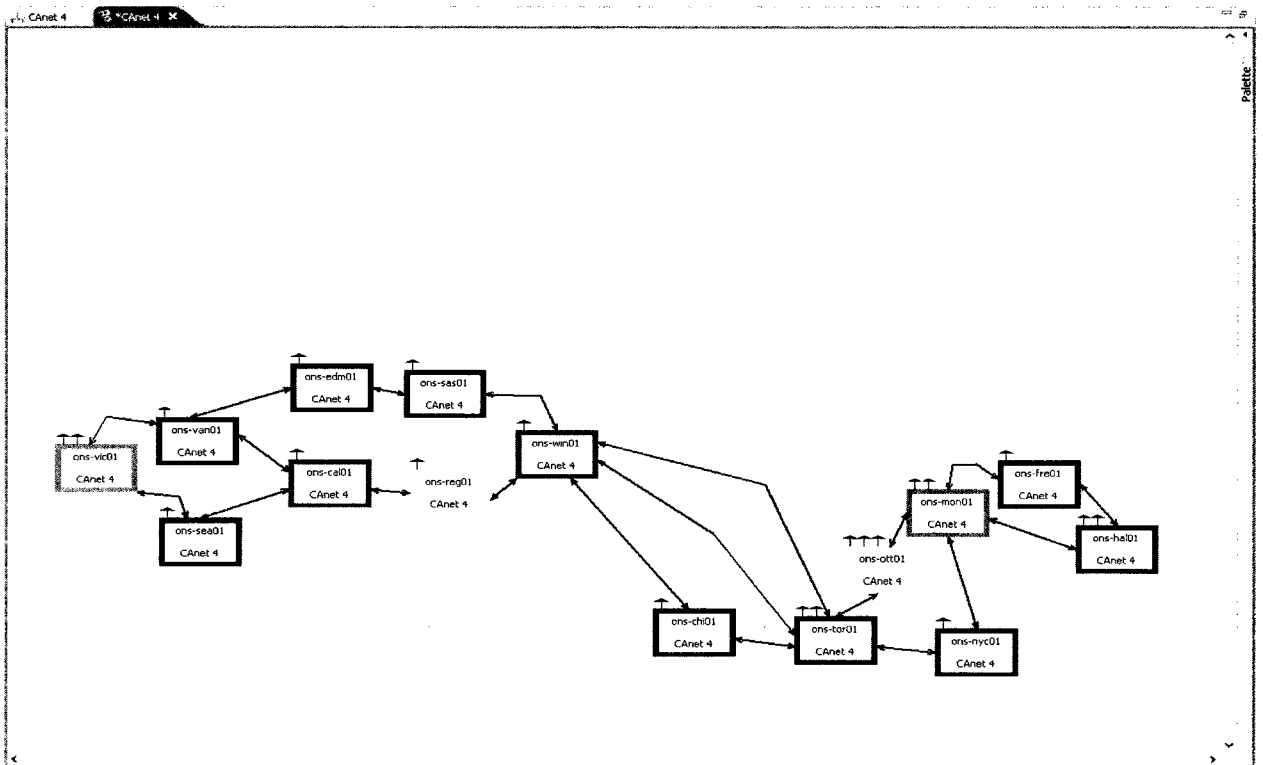 CAnet 4
*CAnet 4
Palette
ons-edm01
CAnet 4
ons-sas01
CAnet 4
ons-van01
CAnet 4
ons-vic01
CAnet 4
ons-cal01
CAnet 4
ons-reg01
CAnet 4
ons-win01
CAnet 4
ons-sea01
CAnet 4
ons-fre01
CAnet 4
ons-mon01
CAnet 4
ons-hal01
CAnet 4
ons-ott01
CAnet 4
ons-chi01
CAnet 4
ons-tor01
CAnet 4
ons-nyc01
CAnet 4